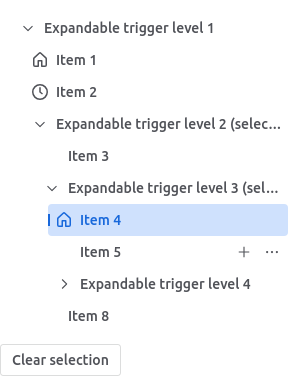 Expandable trigger level 1
Item 1
Item 2
Expandable trigger level 2 (selec...
Item 3
Expandable trigger level 3 (sel...
Item 4
Item 5
Expandable trigger level 4
Item 8
Clear selection